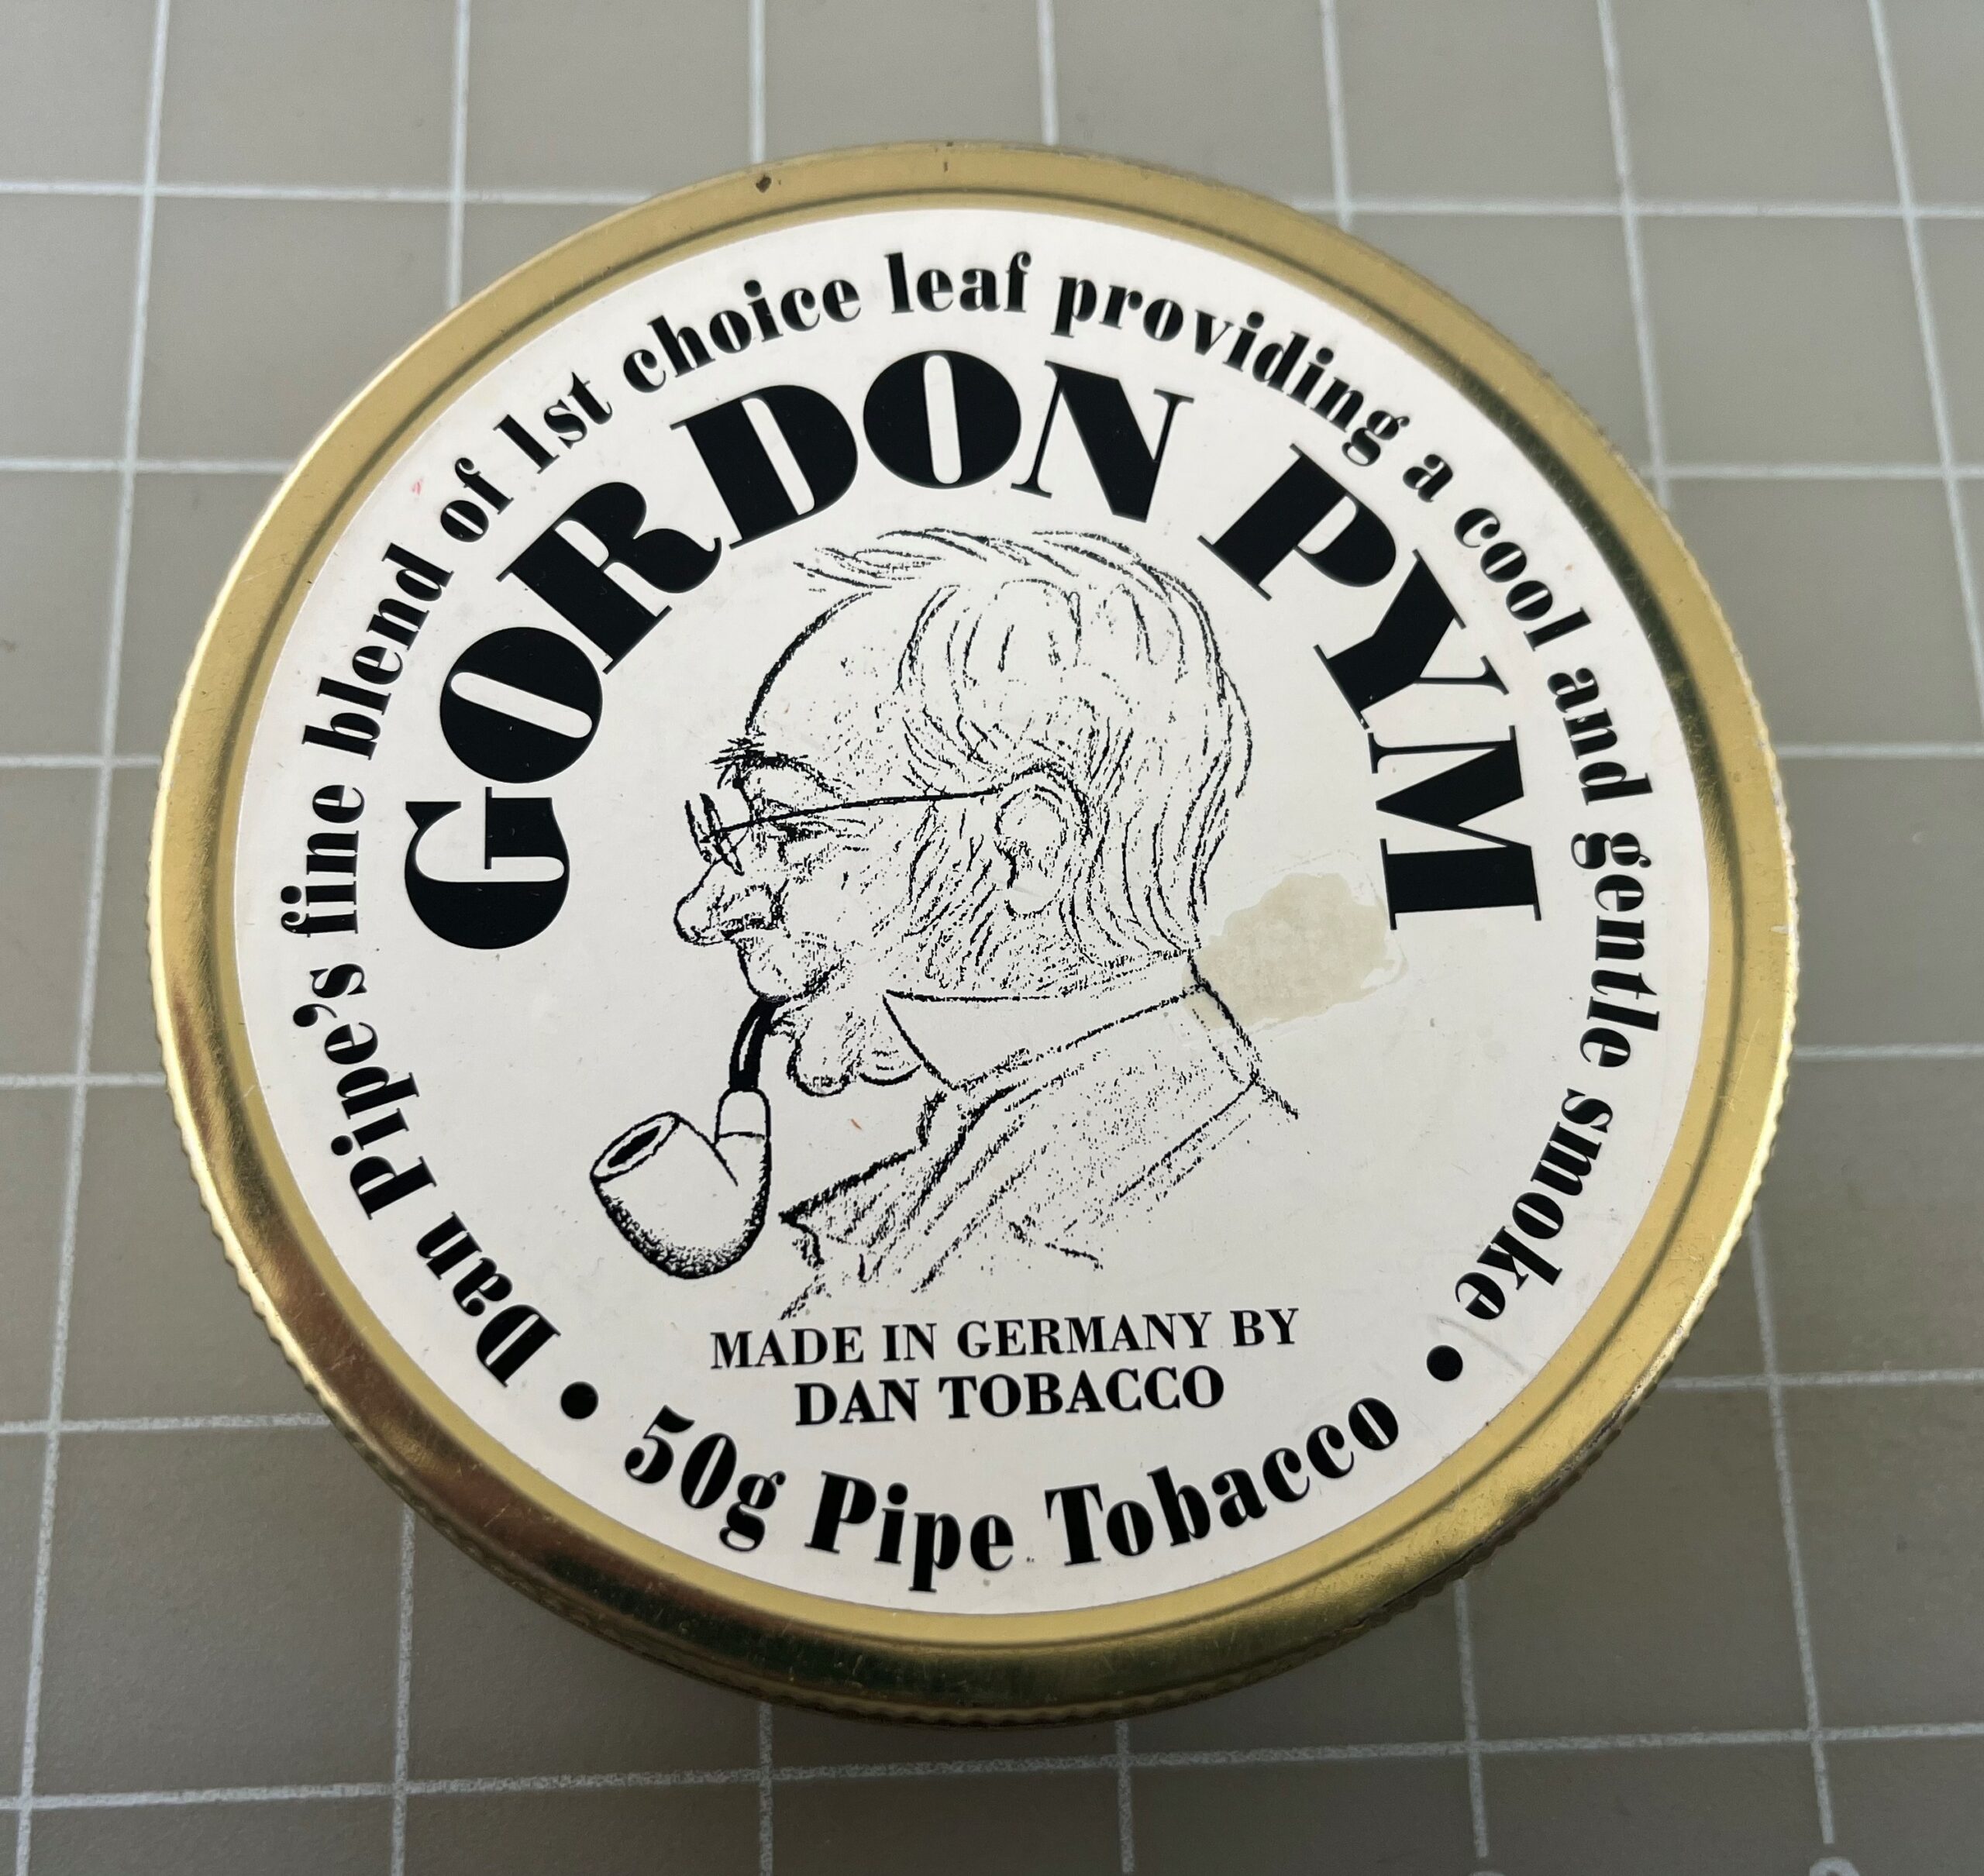 Dan Pipe's fine blend of 1st choice leaf providing a cool and gentle smoke
GORDON PYM
MADE IN GERMANY BY
DAN TOBACCO
• 50g Pipe Tobacco •